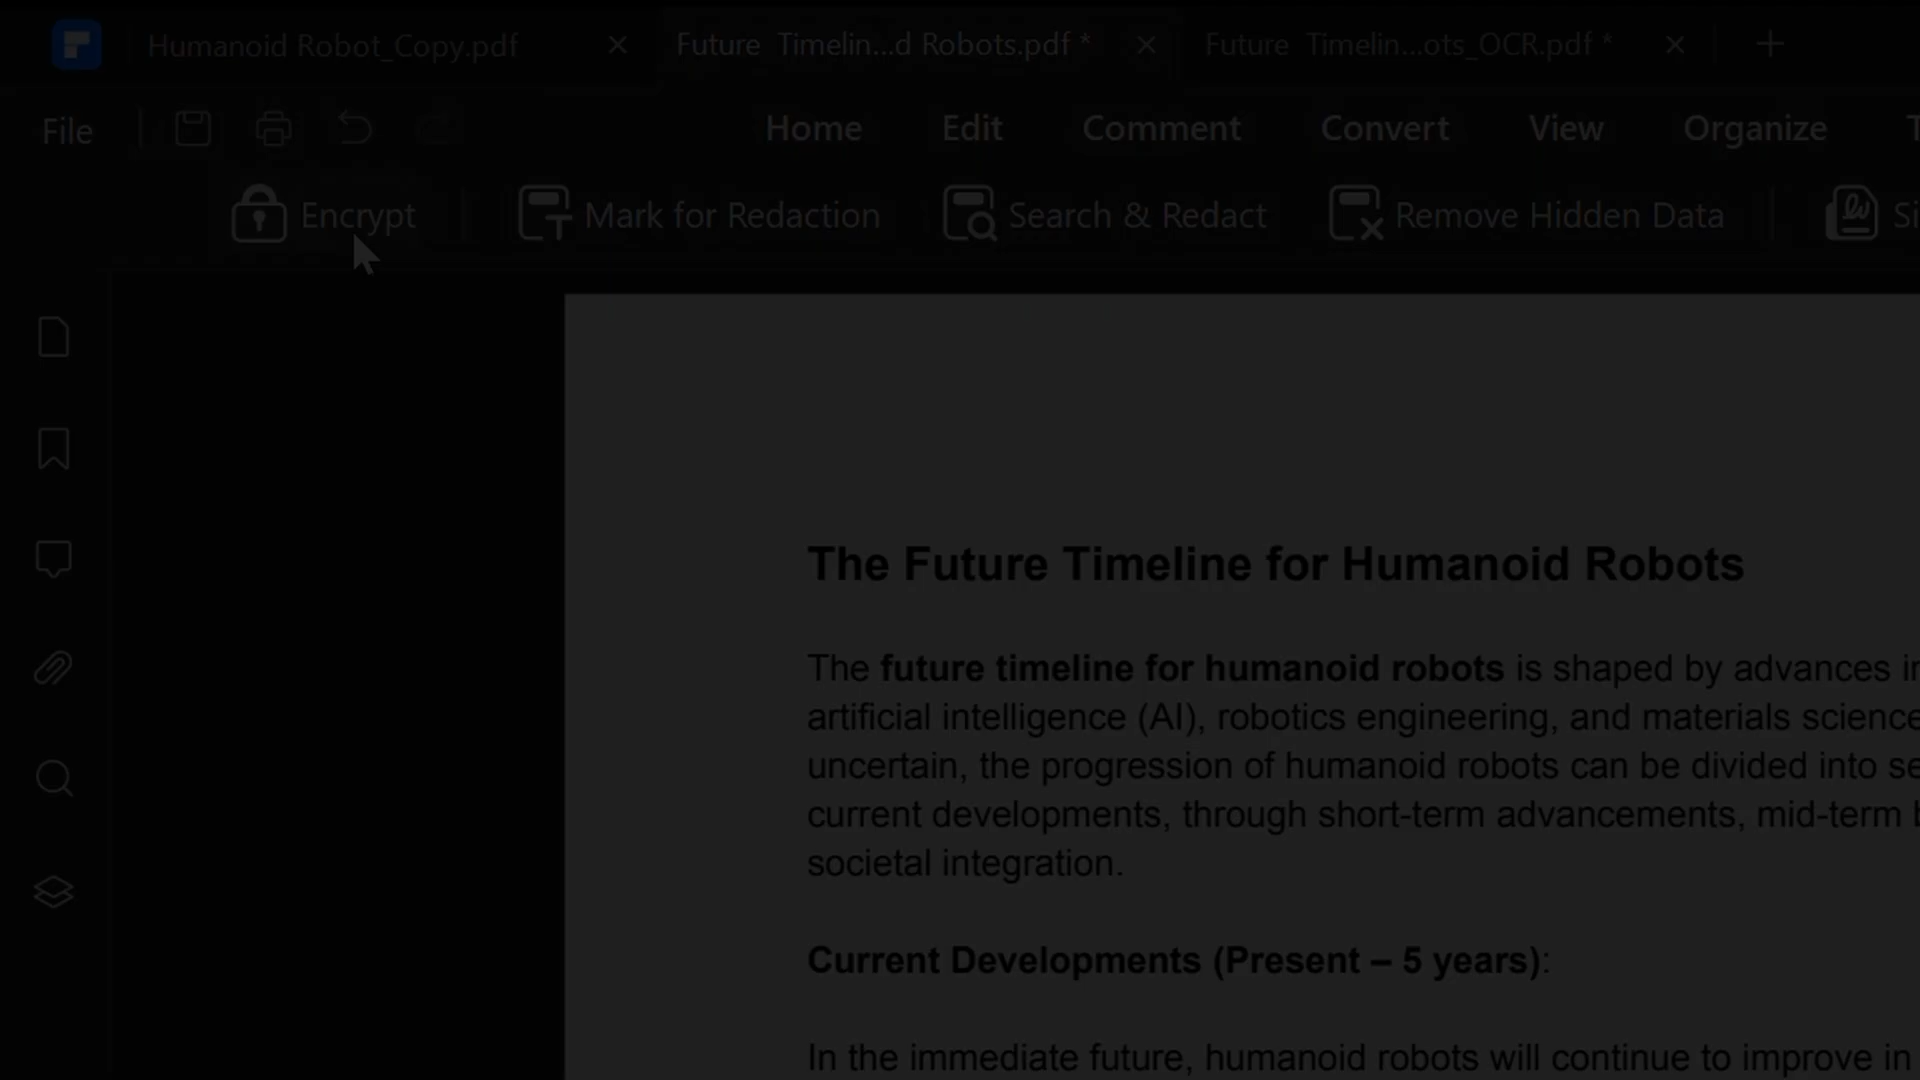 Humanoid Robot_Copy.pdf
Future Timelin...d Robots.pdf *
Future Timelin...ots_OCR.pdf *
File
Home
Edit
Comment
Convert
View
Organize
Encrypt
Mark for Redaction
Search & Redact
Remove Hidden Data
The Future Timeline for Humanoid Robots
The future timeline for humanoid robots is shaped by advances
artificial intelligence (AI), robotics engineering, and materials science
uncertain, the progression of humanoid robots can be divided into
current developments, through short-term advancements, mid-term
societal integration.
Current Developments (Present – 5 years):
In the immediate future, humanoid robots will continue to improve in